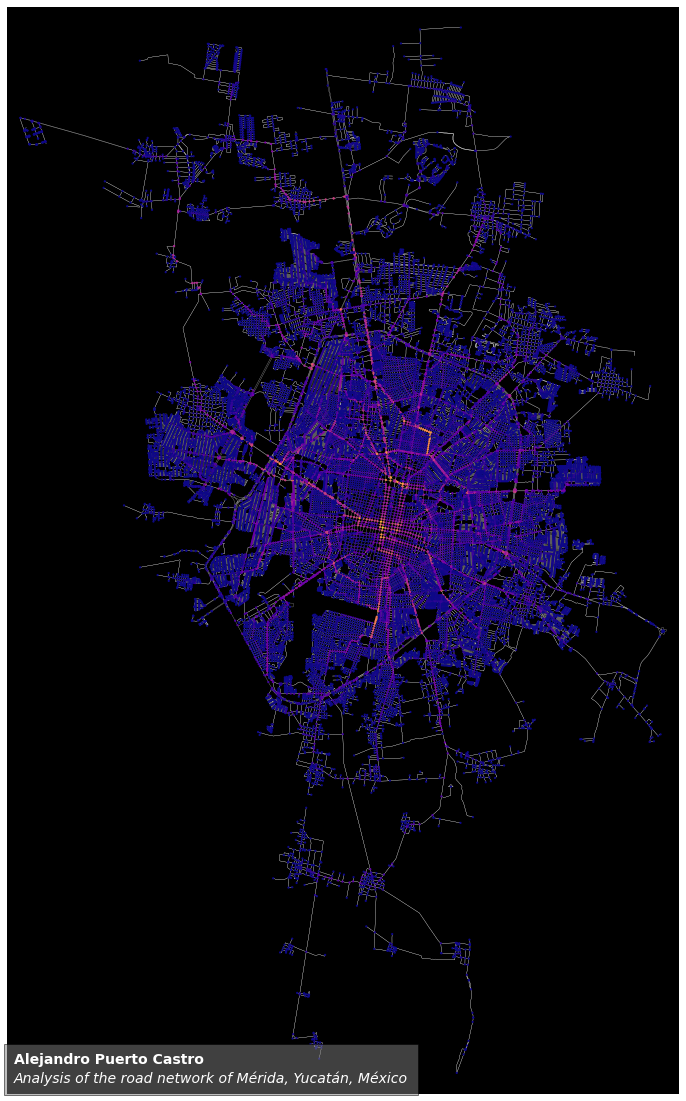 Alejandro Puerto Castro
Analysis of the road network of Mérida, Yucatán, México